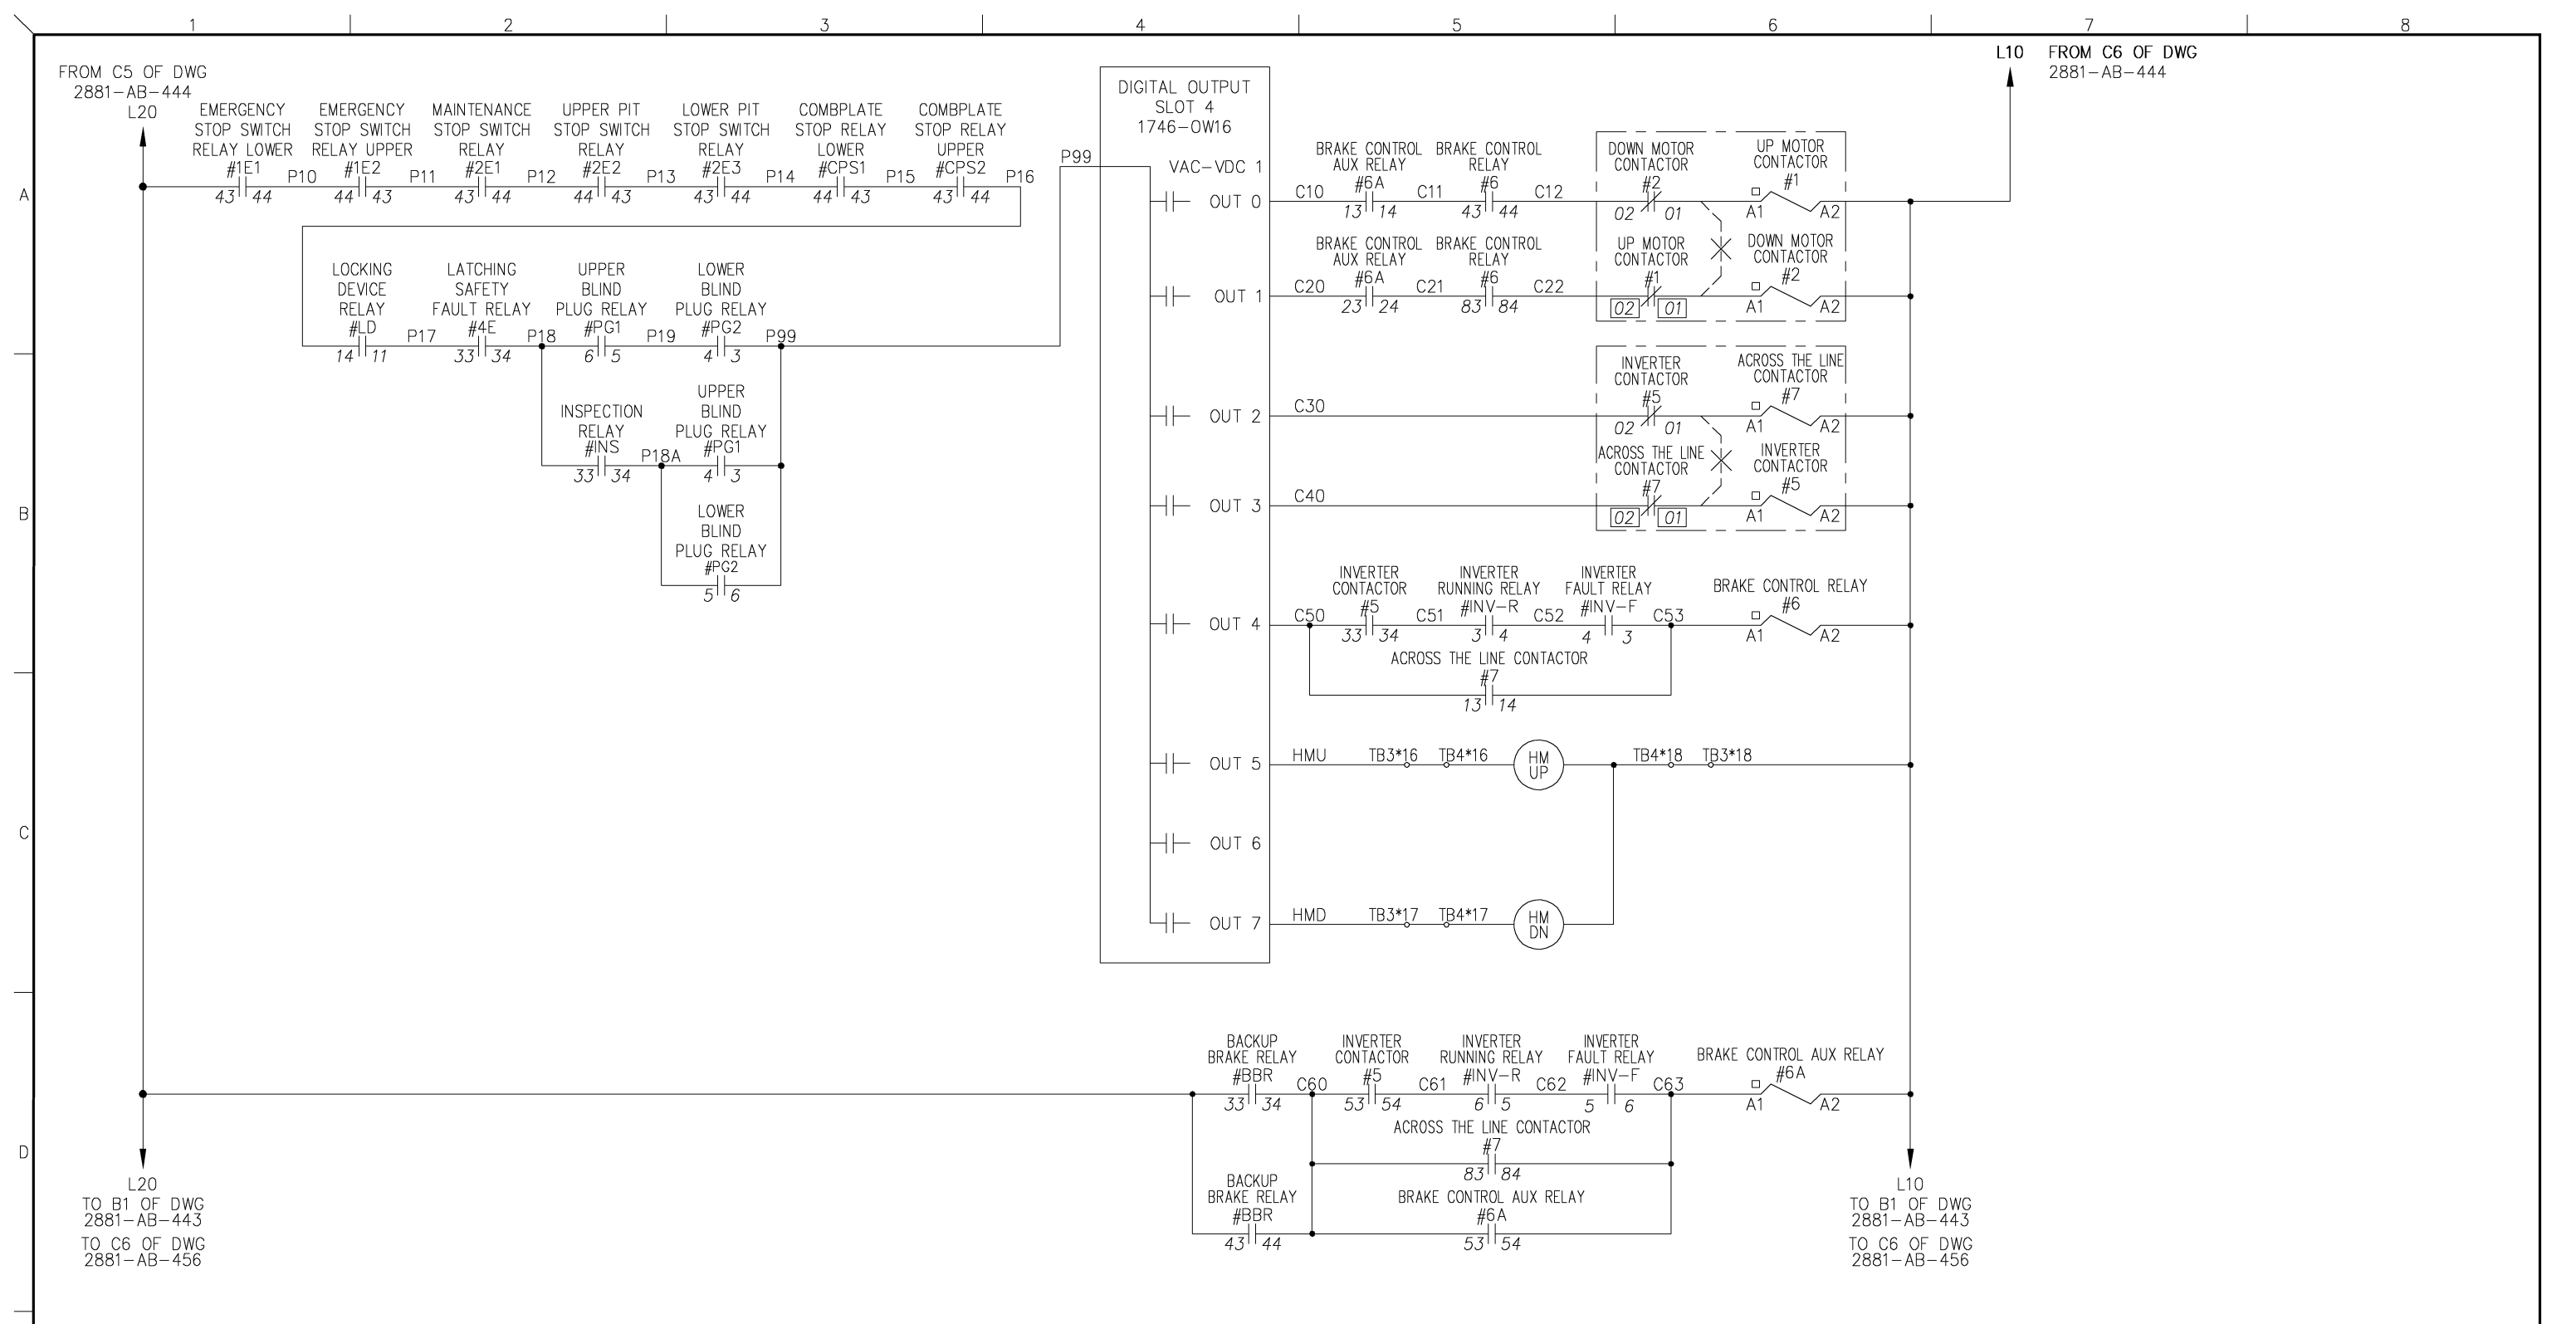 1 2 3 4 5 6 7 8
FROM C5 OF DWG
2881-AB-444
L20
L10 FROM C6 OF DWG
2881-AB-444
A
EMERGENCY
STOP SWITCH
RELAY LOWER
#1E1
43 44
P10
EMERGENCY
STOP SWITCH
RELAY UPPER
#1E2
44 43
P11
MAINTENANCE
STOP SWITCH
RELAY
#2E1
43 44
P12
UPPER PIT
STOP SWITCH
RELAY
#2E2
44 43
P13
LOWER PIT
STOP SWITCH
RELAY
#2E3
43 44
P14
COMBPLATE
STOP RELAY
LOWER
#CPS1
44 43
P15
COMBPLATE
STOP RELAY
UPPER
#CPS2
43 44
P16
LOCKING
DEVICE
RELAY
#LD
14 11
P17
LATCHING
SAFETY
FAULT RELAY
#4E
33 34
P18
UPPER
BLIND
PLUG RELAY
#PG1
6 5
P19
LOWER
BLIND
PLUG RELAY
#PG2
4 3
P99
INSPECTION
RELAY
#INS
33 34
P18A
UPPER
BLIND
PLUG RELAY
#PG1
4 3
LOWER
BLIND
PLUG RELAY
#PG2
5 6
P99
DIGITAL OUTPUT
SLOT 4
1746-OW16
VAC-VDC 1
OUT 0
C10
BRAKE CONTROL
AUX RELAY
#6A
13 14
C11
BRAKE CONTROL
RELAY
#6
43 44
C12
DOWN MOTOR
CONTACTOR
#2
02 01
UP MOTOR
CONTACTOR
#1
A1 A2
OUT 1
C20
BRAKE CONTROL
AUX RELAY
#6A
23 24
C21
BRAKE CONTROL
RELAY
#6
83 84
C22
UP MOTOR
CONTACTOR
#1
02 01
DOWN MOTOR
CONTACTOR
#2
A1 A2
B
OUT 2
C30
INVERTER
CONTACTOR
#5
02 01
ACROSS THE LINE
CONTACTOR
#7
A1 A2
OUT 3
C40
ACROSS THE LINE
CONTACTOR
#7
02 01
INVERTER
CONTACTOR
#5
A1 A2
OUT 4
C50
INVERTER
CONTACTOR
#5
33 34
C51
INVERTER
RUNNING RELAY
#INV-R
3 4
C52
INVERTER
FAULT RELAY
#INV-F
4 3
C53
BRAKE CONTROL RELAY
#6
A1 A2
ACROSS THE LINE CONTACTOR
#7
13 14
C
OUT 5
HMU TB3*16 TB4*16
HM
UP
TB4*18 TB3*18
OUT 6
OUT 7
HMD TB3*17 TB4*17
HM
DN
D
BACKUP
BRAKE RELAY
#BBR
33 34
C60
INVERTER
CONTACTOR
#5
53 54
C61
INVERTER
RUNNING RELAY
#INV-R
6 5
C62
INVERTER
FAULT RELAY
#INV-F
5 6
C63
BRAKE CONTROL AUX RELAY
#6A
A1 A2
ACROSS THE LINE CONTACTOR
#7
83 84
BACKUP
BRAKE RELAY
#BBR
43 44
BRAKE CONTROL AUX RELAY
#6A
53 54
L20
TO B1 OF DWG
2881-AB-443
TO C6 OF DWG
2881-AB-456
L10
TO B1 OF DWG
2881-AB-443
TO C6 OF DWG
2881-AB-456